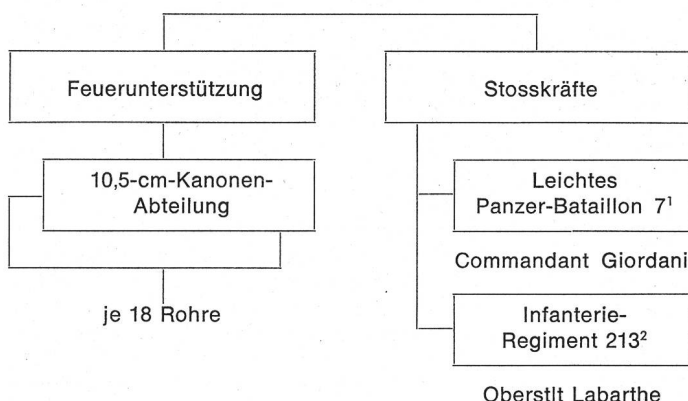 Feuerunterstützung
Stosskräfte
10,5-cm-Kanonen-
Abteilung
je 18 Rohre
Leichtes
Panzer-Bataillon 7¹
Commandant Giordani
Infanterie-
Regiment 213²
Oberstlt Labarthe